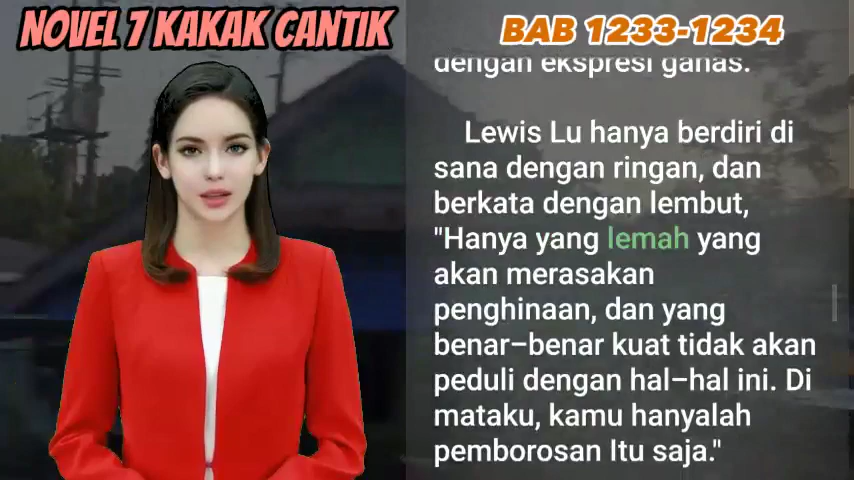 NOVEL 7 KAKAK CANTIK
BAB 1233-1234
dengan ekspresi ganas.
Lewis Lu hanya berdiri di
sana dengan ringan, dan
berkata dengan lembut,
"Hanya yang lemah yang
akan merasakan
penghinaan, dan yang
benar–benar kuat tidak akan
peduli dengan hal–hal ini. Di
mataku, kamu hanyalah
pemborosan Itu saja."